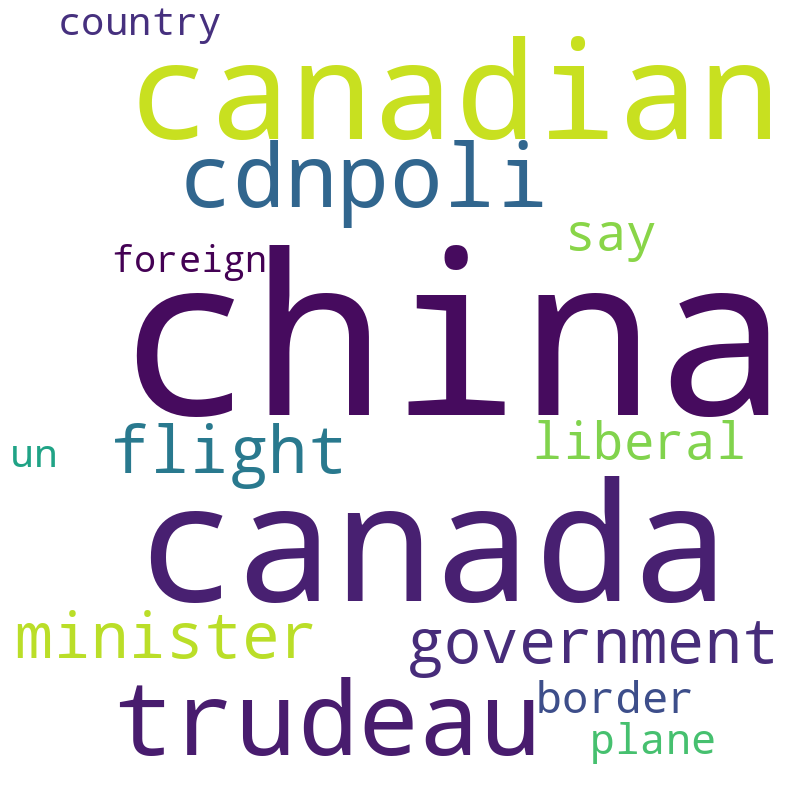 country
canadian
cdnpoli
say
foreign
china
flight
liberal
un
canada
minister
government
trudeau
border
plane